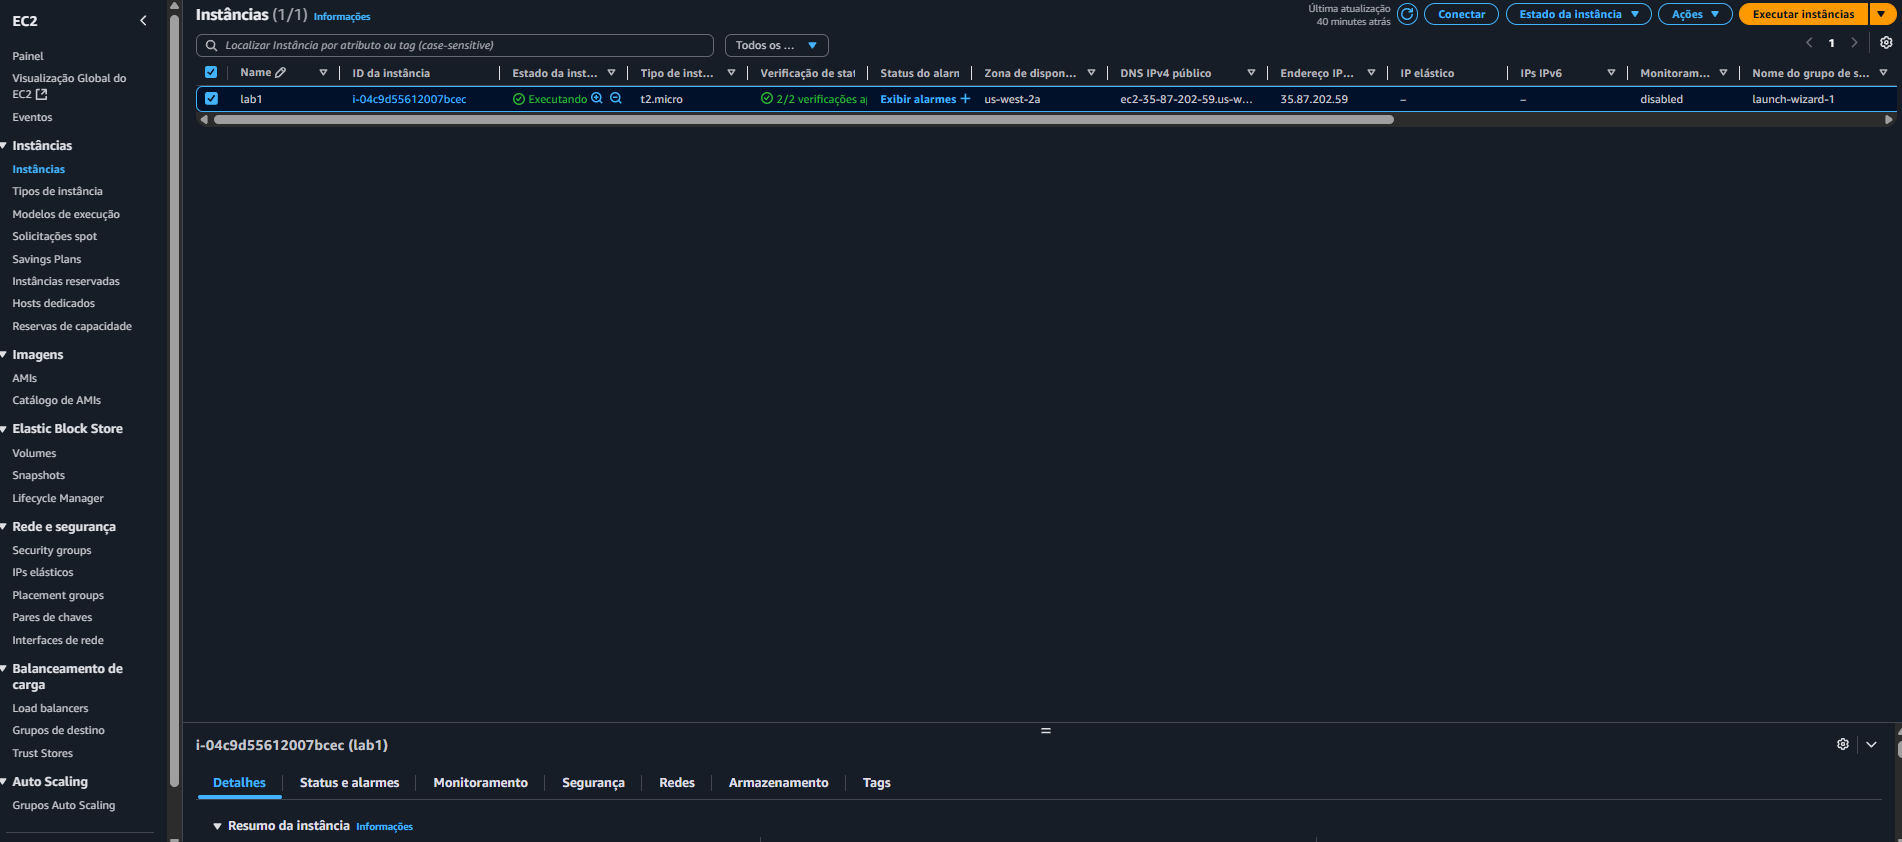 EC2
Painel
Visualização Global do
EC2
Eventos
Instâncias
Instâncias
Tipos de instância
Modelos de execução
Solicitações spot
Savings Plans
Instâncias reservadas
Hosts dedicados
Reservas de capacidade
Imagens
AMIs
Catálogo de AMIs
Elastic Block Store
Volumes
Snapshots
Lifecycle Manager
Rede e segurança
Security groups
IPs elásticos
Placement groups
Pares de chaves
Interfaces de rede
Balanceamento de
carga
Load balancers
Grupos de destino
Trust Stores
Auto Scaling
Grupos Auto Scaling
Instâncias (1/1) Informações
Última atualização
40 minutes atrás
Conectar
Estado da instância
Ações
Executar instâncias
Localizar Instância por atributo ou tag (case-sensitive)
Todos os ...
1
Name ID da instância Estado da inst... Tipo de inst... Verificação de stat Status do alarm Zona de dispon... DNS IPv4 público Endereço IP... IP elástico IPs IPv6 Monitoram... Nome do grupo de s...
lab1 i-04c9d55612007bcec Executando t2.micro 2/2 verificações a Exibir alarmes + us-west-2a ec2-35-87-202-59.us-w... 35.87.202.59 – – disabled launch-wizard-1
i-04c9d55612007bcec (lab1)
Detalhes Status e alarmes Monitoramento Segurança Redes Armazenamento Tags
Resumo da instância Informações